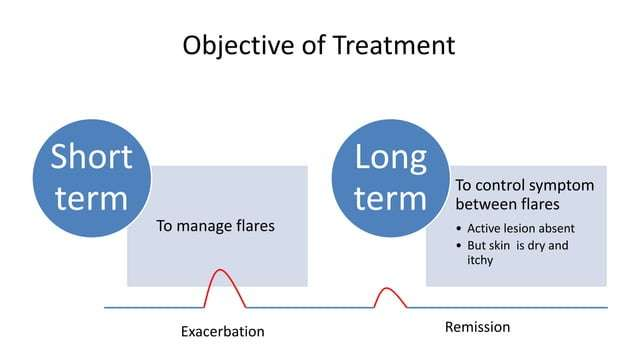 Objective of Treatment
Short
term
To manage flares
Long
term
To control symptom
between flares
• Active lesion absent
• But skin is dry and
itchy
Exacerbation
Remission